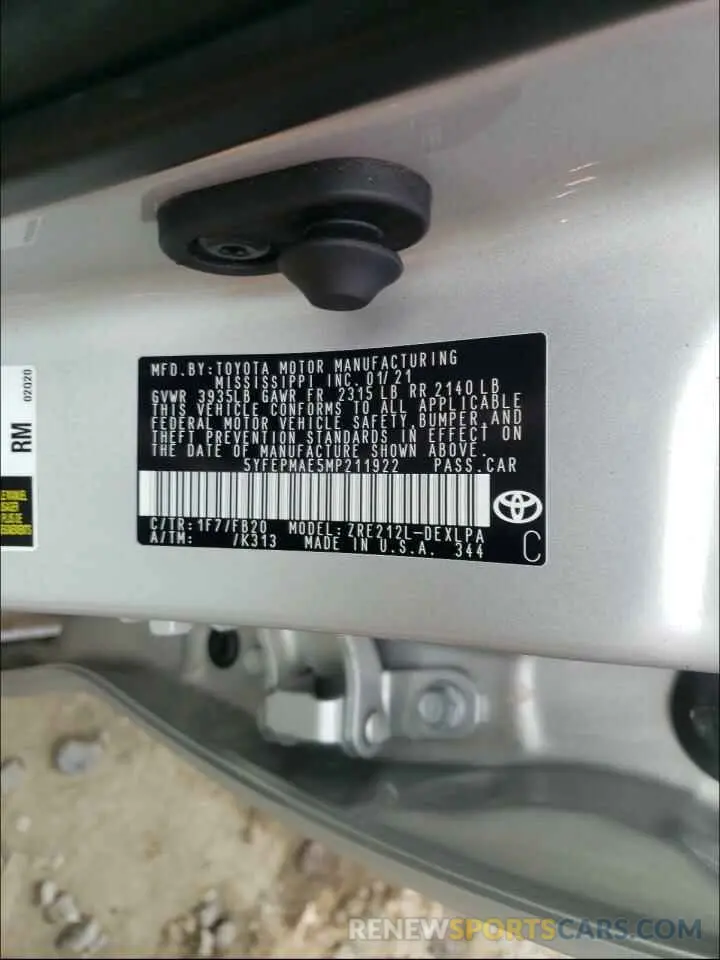 MFD.BY:TOYOTA MOTOR MANUFACTURING
MISSISSIPPI INC. 01/21
GVWR 3935LB GAWR FR 2315 LB RR 2140 LB
THIS VEHICLE CONFORMS TO ALL APPLICABLE
FEDERAL MOTOR VEHICLE SAFETY,BUMPER,AND
THEFT PREVENTION STANDARDS IN EFFECT ON
THE DATE OF MANUFACTURE SHOWN ABOVE.
5YFEPMAE5MP211922 PASS.CAR
C/TR:1F7/FB20 MODEL:ZRE212L-DEXLPA
A/TM: /K313 MADE IN U.S.A. 344
C
02020
RM
RENEWSPORTSCARS.COM